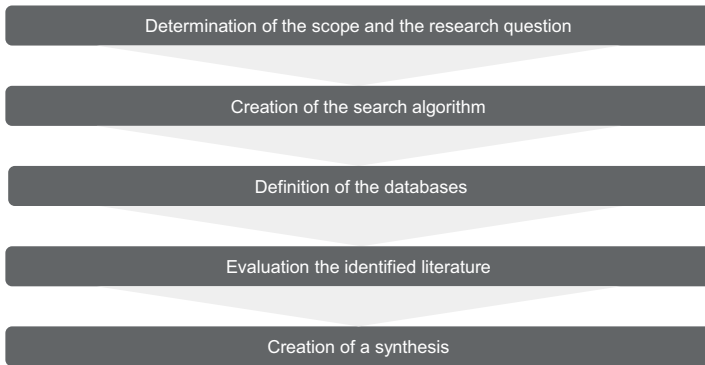 Determination of the scope and the research question
Creation of the search algorithm
Definition of the databases
Evaluation the identified literature
Creation of a synthesis